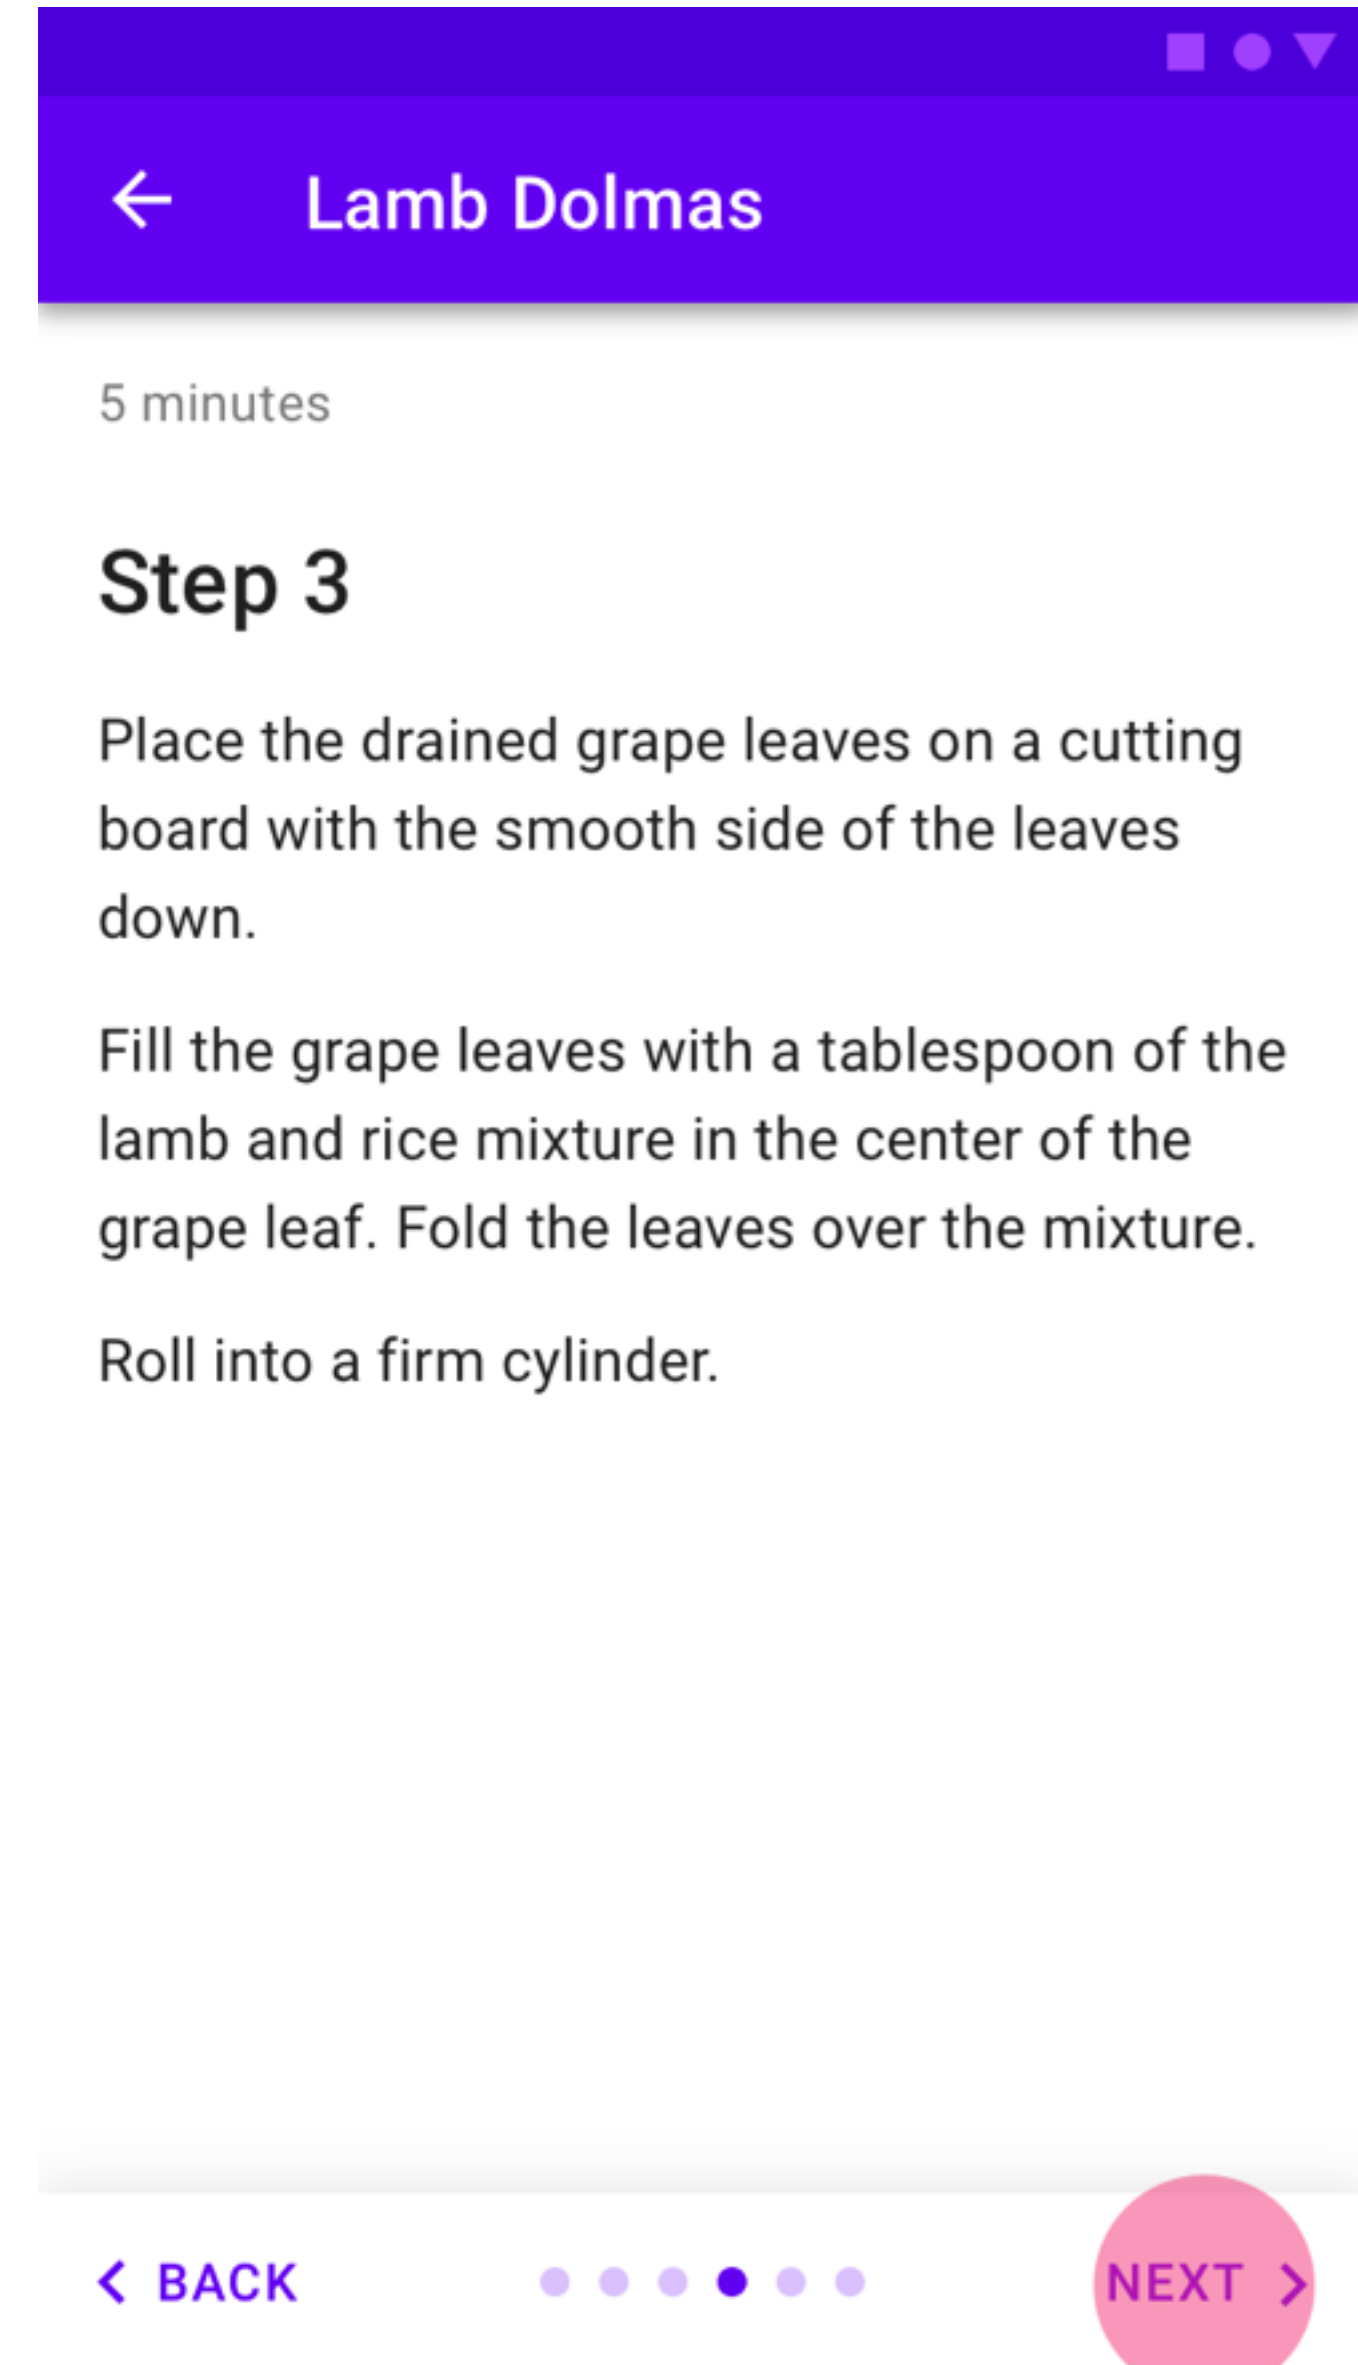 Lamb Dolmas
5 minutes
Step 3
Place the drained grape leaves on a cutting
board with the smooth side of the leaves
down.
Fill the grape leaves with a tablespoon of the
lamb and rice mixture in the center of the
grape leaf. Fold the leaves over the mixture.
Roll into a firm cylinder.
BACK
NEXT